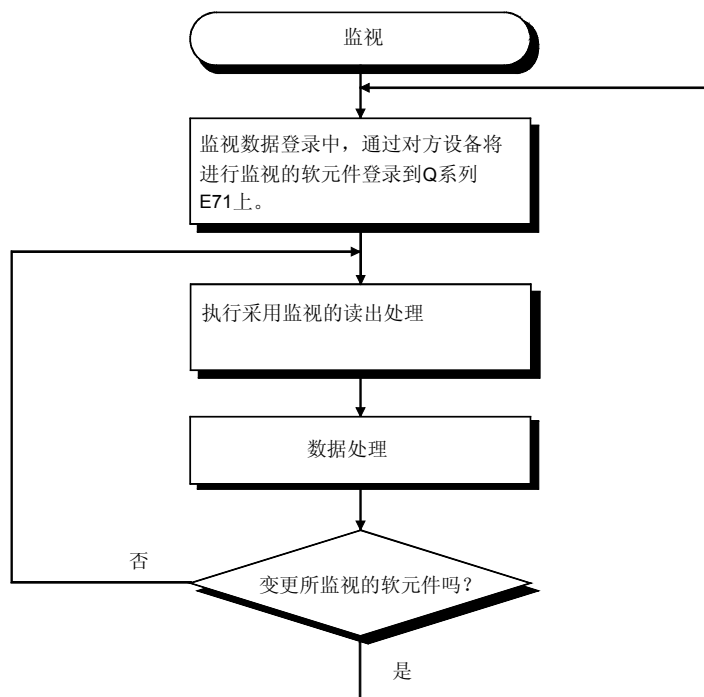 监视
监视数据登录中，通过对方设备将
进行监视的软元件登录到Q系列
E71上。
执行采用监视的读出处理
数据处理
否
变更所监视的软元件吗？
是